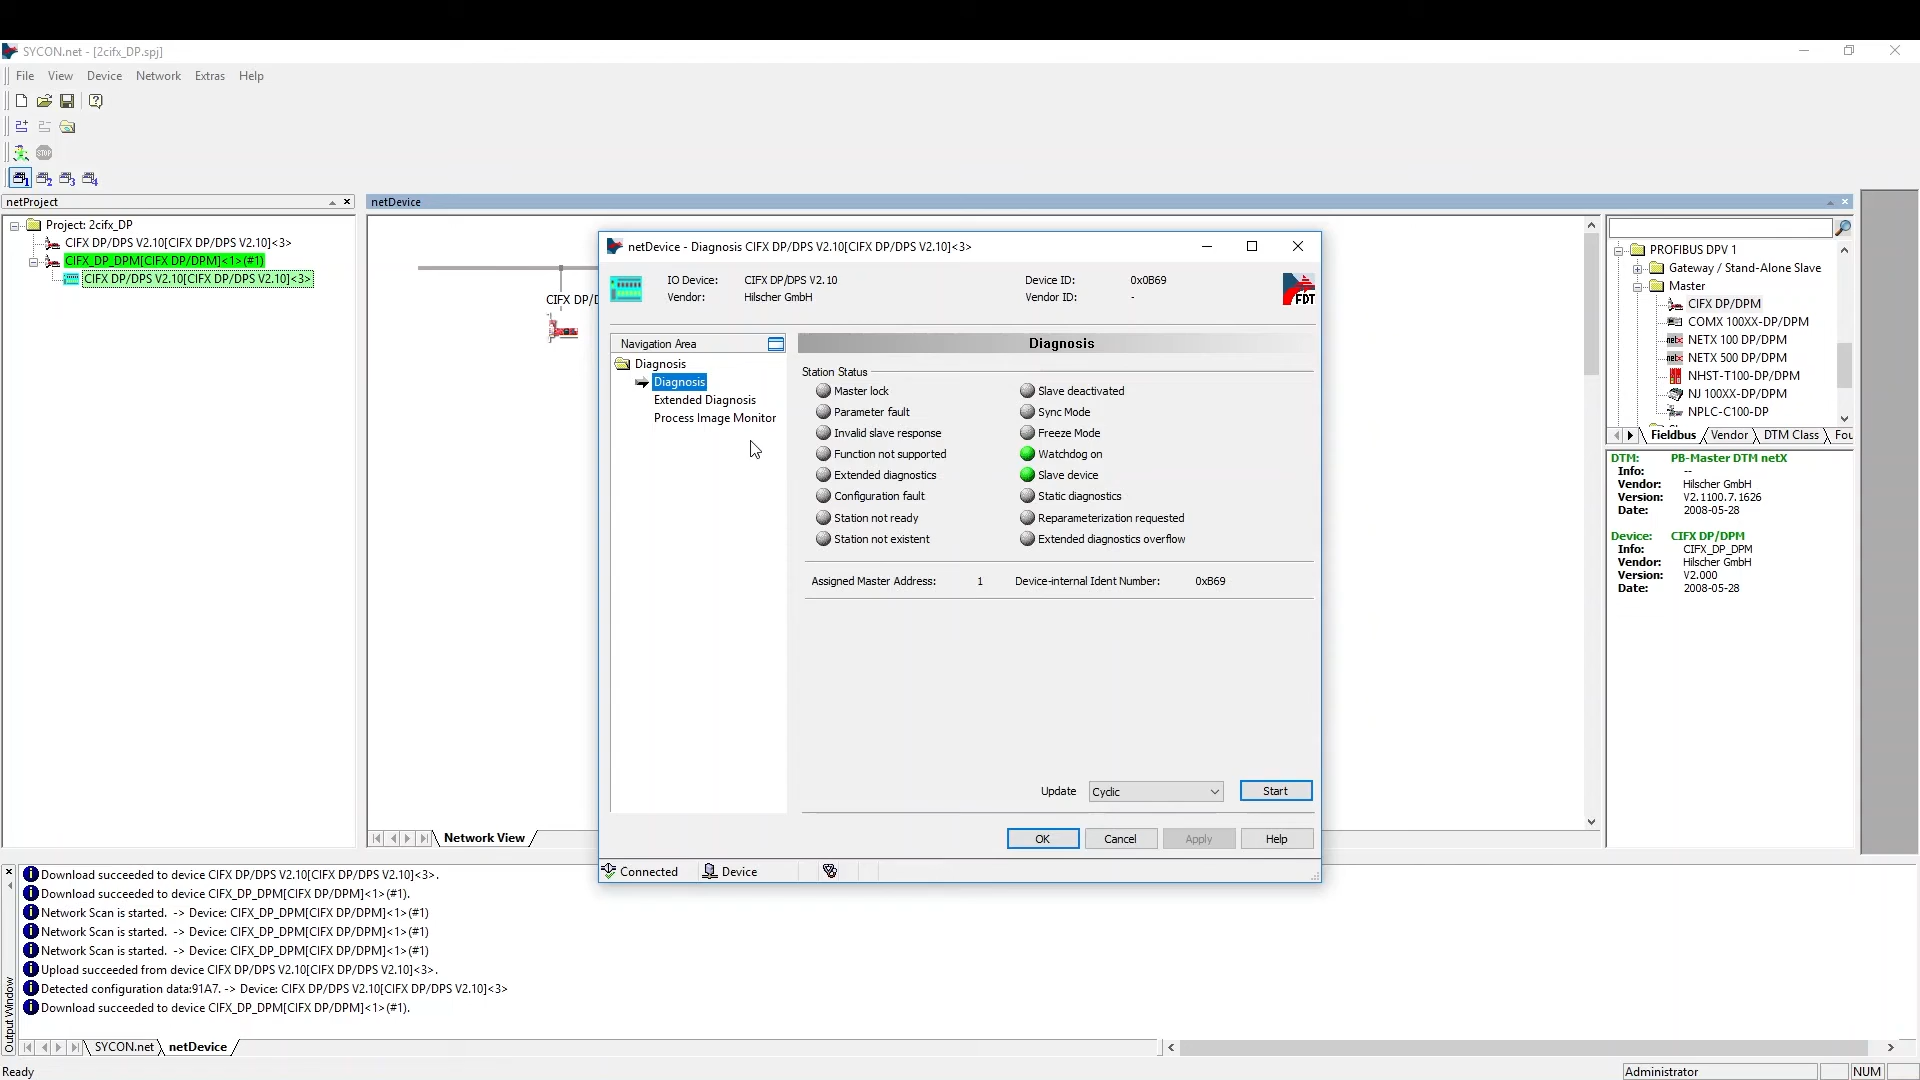 SYCON.net - [2cifx_DP.spj]
File View Device Network Extras Help
STOP
1 2 3 4
netProject
Project: 2cifx_DP
CIFX DP/DPS V2.10[CIFX DP/DPS V2.10]<3>
CIFX_DP_DPM[CIFX DP/DPM]<1>(#1)
CIFX DP/DPS V2.10[CIFX DP/DPS V2.10]<3>
netDevice
CIFX DP/D
Network View
netDevice - Diagnosis CIFX DP/DPS V2.10[CIFX DP/DPS V2.10]<3>
IO Device: CIFX DP/DPS V2.10 Device ID: 0x0B69
Vendor: Hilscher GmbH Vendor ID: -
FDT
Navigation Area
Diagnosis
Diagnosis
Extended Diagnosis
Process Image Monitor
Diagnosis
Station Status
Master lock Slave deactivated
Parameter fault Sync Mode
Invalid slave response Freeze Mode
Function not supported Watchdog on
Extended diagnostics Slave device
Configuration fault Static diagnostics
Station not ready Reparameterization requested
Station not existent Extended diagnostics overflow
Assigned Master Address: 1 Device-internal Ident Number: 0xB69
Update Cyclic Start
OK Cancel Apply Help
Connected Device
PROFIBUS DPV 1
Gateway / Stand-Alone Slave
Master
CIFX DP/DPM
COMX 100XX-DP/DPM
NETX 100 DP/DPM
NETX 500 DP/DPM
NHST-T100-DP/DPM
NJ 100XX-DP/DPM
NPLC-C100-DP
Fieldbus Vendor DTM Class Fou
DTM: PB-Master DTM netX
Info: --
Vendor: Hilscher GmbH
Version: V2.1100.7.1626
Date: 2008-05-28
Device: CIFX DP/DPM
Info: CIFX_DP_DPM
Vendor: Hilscher GmbH
Version: V2.000
Date: 2008-05-28
Output Window
Download succeeded to device CIFX DP/DPS V2.10[CIFX DP/DPS V2.10]<3>.
Download succeeded to device CIFX_DP_DPM[CIFX DP/DPM]<1>(#1).
Network Scan is started. -> Device: CIFX_DP_DPM[CIFX DP/DPM]<1>(#1)
Network Scan is started. -> Device: CIFX_DP_DPM[CIFX DP/DPM]<1>(#1)
Network Scan is started. -> Device: CIFX_DP_DPM[CIFX DP/DPM]<1>(#1)
Upload succeeded from device CIFX DP/DPS V2.10[CIFX DP/DPS V2.10]<3>.
Detected configuration data:91A7. -> Device: CIFX DP/DPS V2.10[CIFX DP/DPS V2.10]<3>
Download succeeded to device CIFX_DP_DPM[CIFX DP/DPM]<1>(#1).
SYCON.net netDevice
Ready Administrator NUM